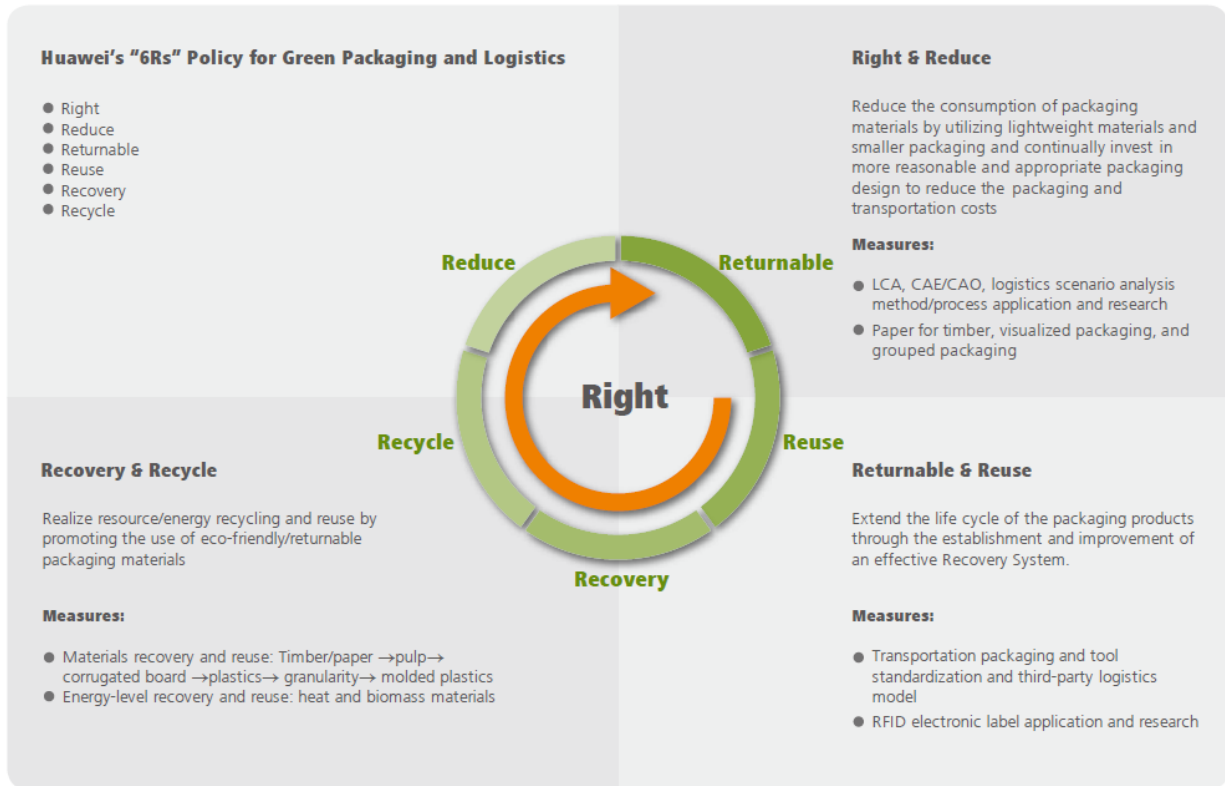 Huawei's "6Rs" Policy for Green Packaging and Logistics
● Right
● Reduce
● Returnable
● Reuse
● Recovery
● Recycle
Right & Reduce
Reduce the consumption of packaging
materials by utilizing lightweight materials and
smaller packaging and continually invest in
more reasonable and appropriate packaging
design to reduce the packaging and
transportation costs
Measures:
● LCA, CAE/CAO, logistics scenario analysis
method/process application and research
● Paper for timber, visualized packaging, and
grouped packaging
Reduce
Returnable
Right
Recycle
Reuse
Recovery
Recovery & Recycle
Realize resource/energy recycling and reuse by
promoting the use of eco-friendly/returnable
packaging materials
Measures:
● Materials recovery and reuse: Timber/paper →pulp→
corrugated board →plastics→ granularity→ molded plastics
● Energy-level recovery and reuse: heat and biomass materials
Returnable & Reuse
Extend the life cycle of the packaging products
through the establishment and improvement of
an effective Recovery System.
Measures:
● Transportation packaging and tool
standardization and third-party logistics
model
● RFID electronic label application and research